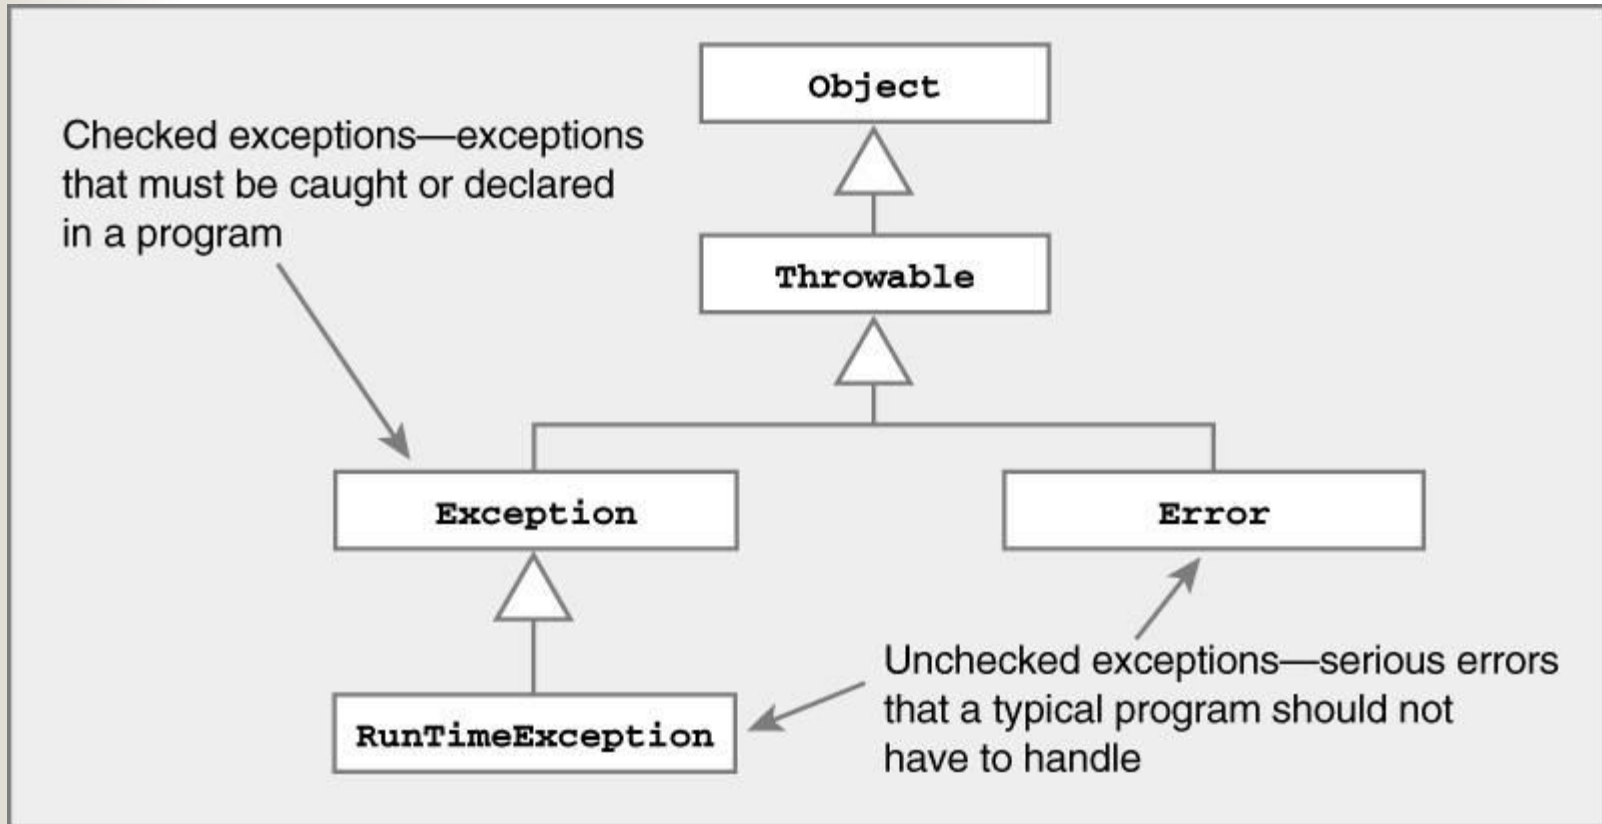 Object
Checked exceptions—exceptions
that must be caught or declared
in a program
Throwable
Exception
Error
Unchecked exceptions—serious errors
that a typical program should not
have to handle
RunTimeException